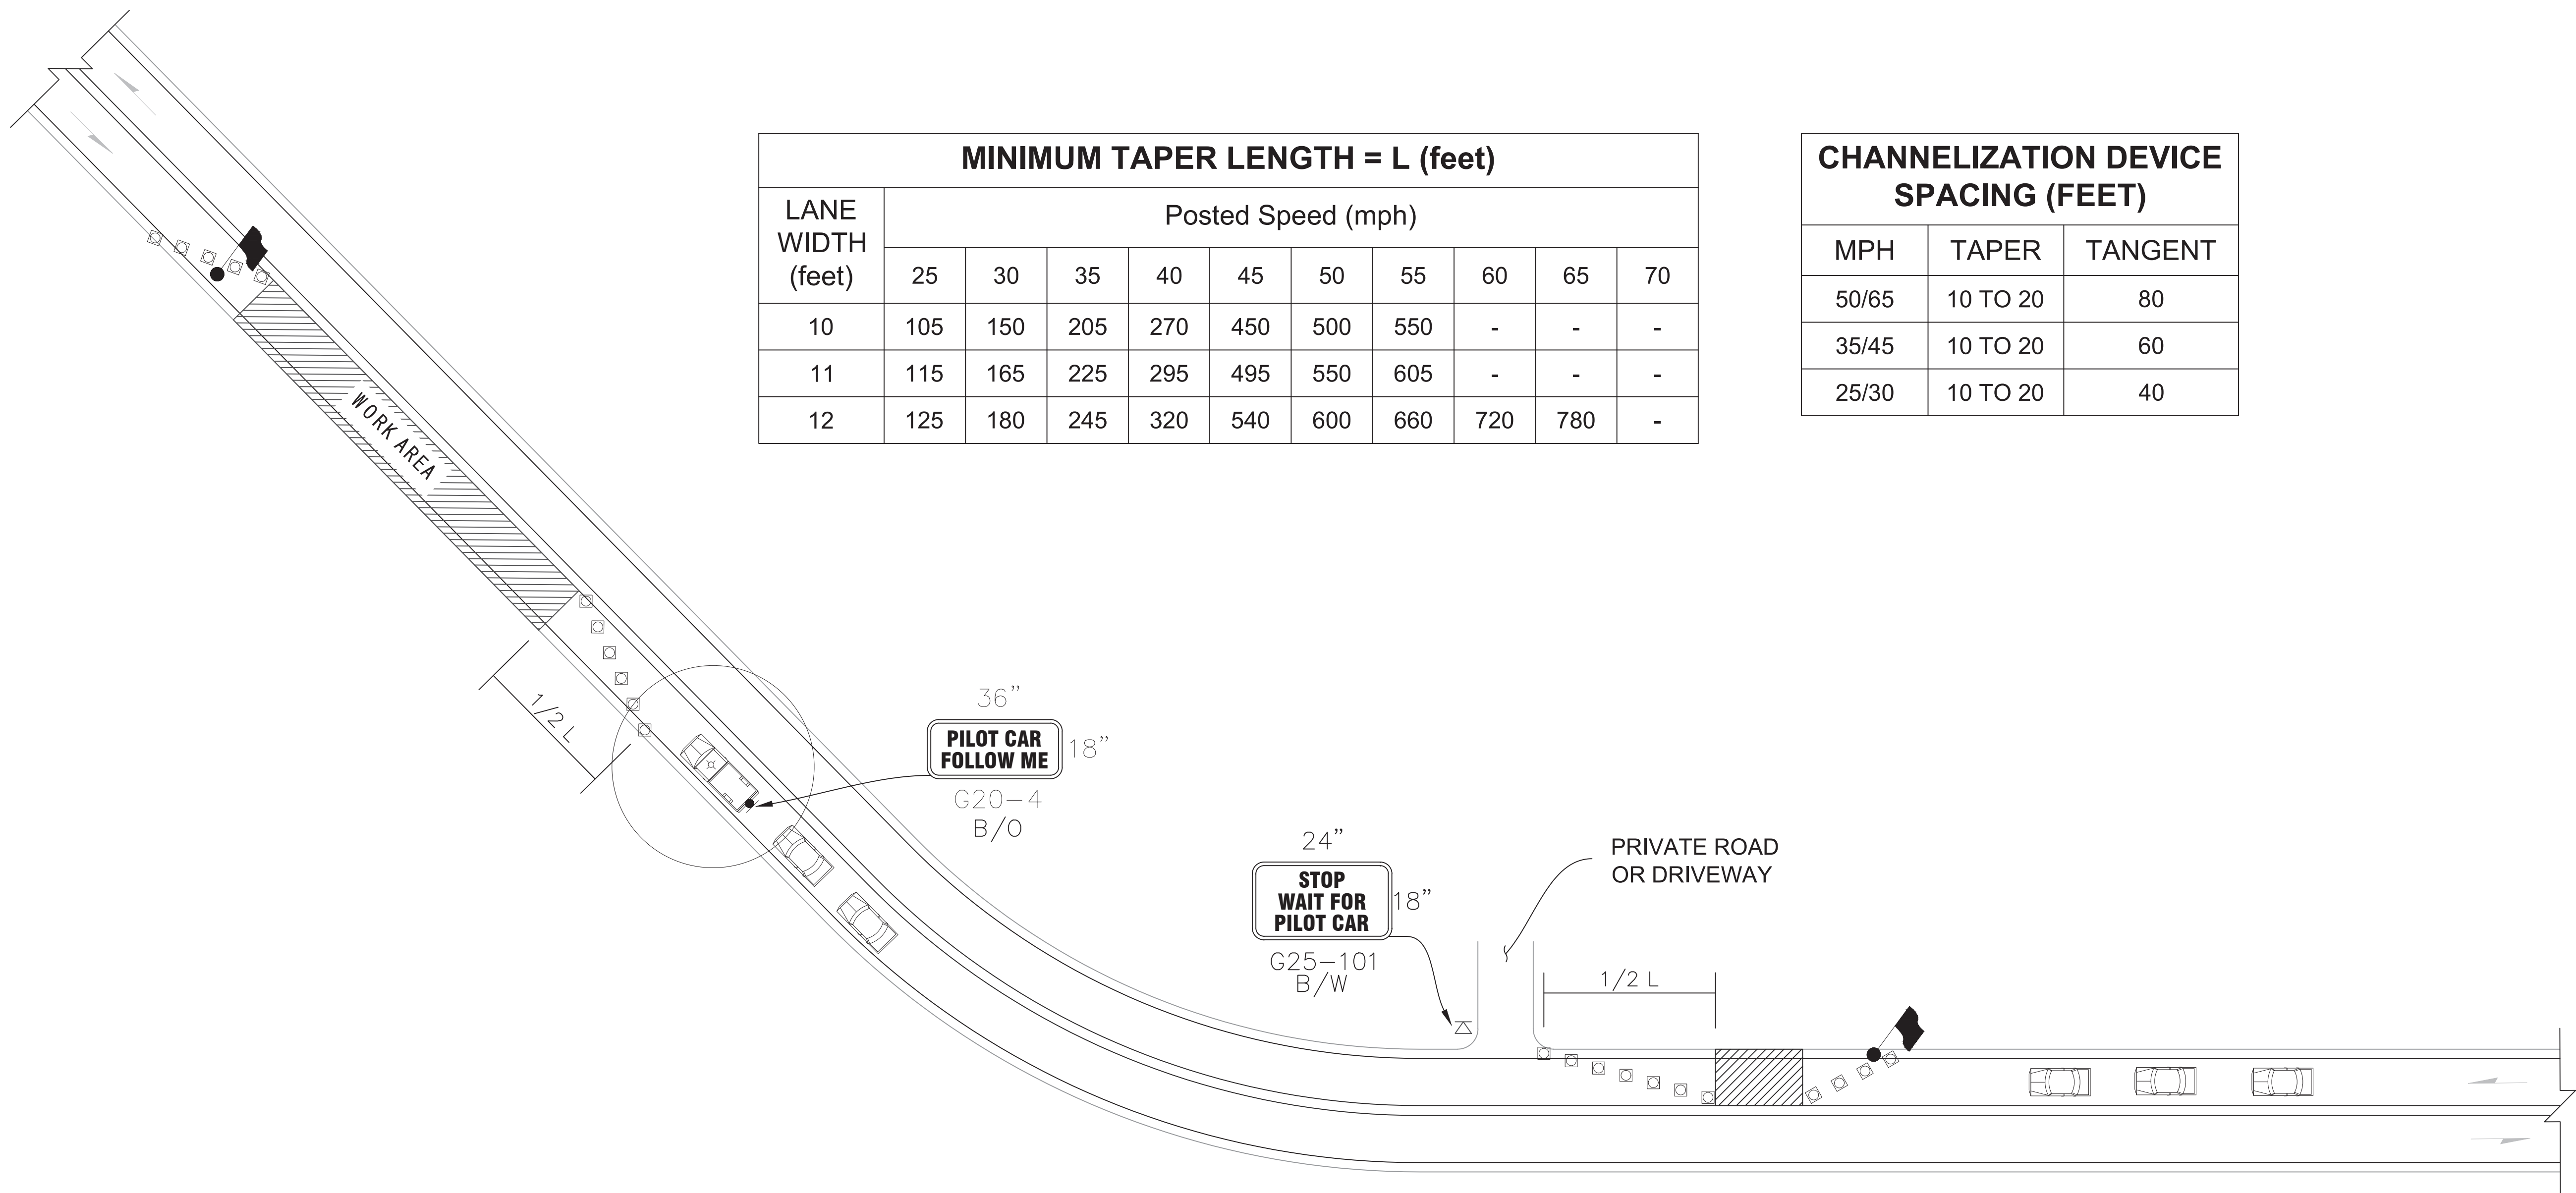 MINIMUM TAPER LENGTH = L (feet)
LANE WIDTH (feet) Posted Speed (mph)
25 30 35 40 45 50 55 60 65 70
10 105 150 205 270 450 500 550 - - -
11 115 165 225 295 495 550 605 - - -
12 125 180 245 320 540 600 660 720 780 -
CHANNELIZATION DEVICE
SPACING (FEET)
MPH TAPER TANGENT
50/65 10 TO 20 80
35/45 10 TO 20 60
25/30 10 TO 20 40
WORK AREA
1/2 L
36”
PILOT CAR
FOLLOW ME
18”
G20-4
B/O
24”
STOP
WAIT FOR
PILOT CAR
18”
G25-101
B/W
PRIVATE ROAD
OR DRIVEWAY
1/2 L